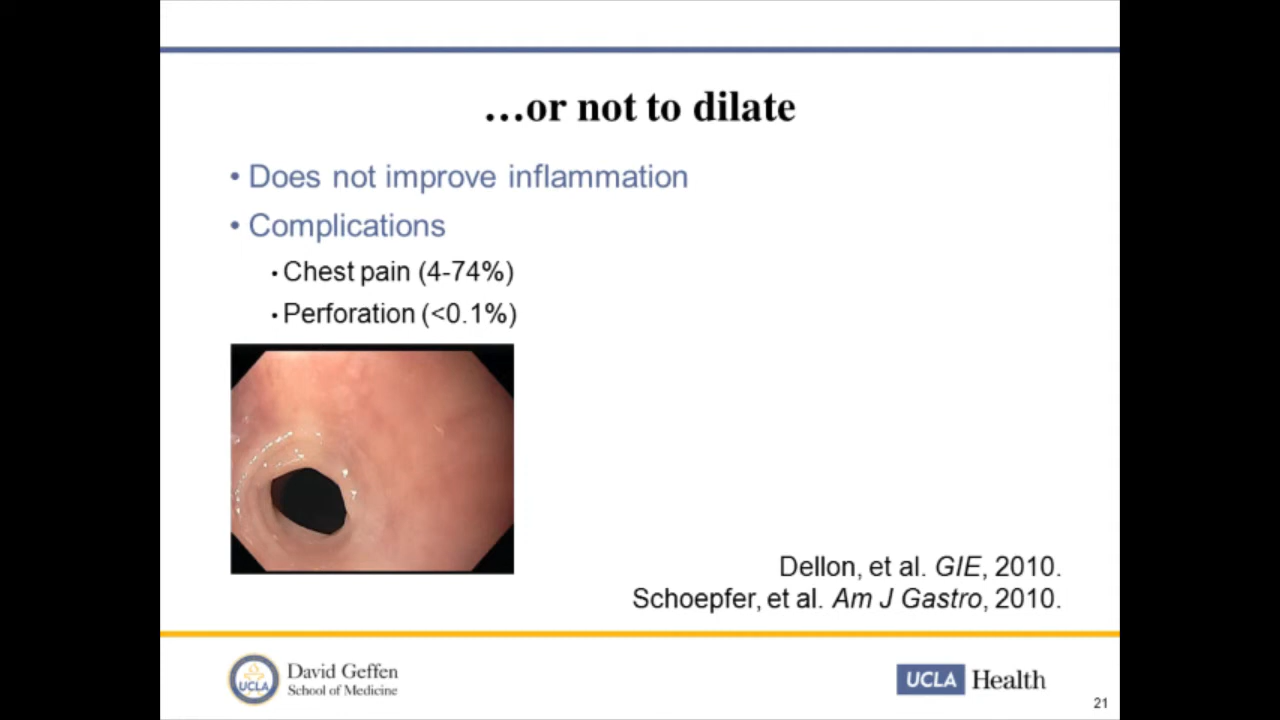 …or not to dilate
• Does not improve inflammation
• Complications
• Chest pain (4-74%)
• Perforation (<0.1%)
Dellon, et al. GIE, 2010.
Schoepfer, et al. Am J Gastro, 2010.
UCLA
David Geffen
School of Medicine
UCLA Health
21